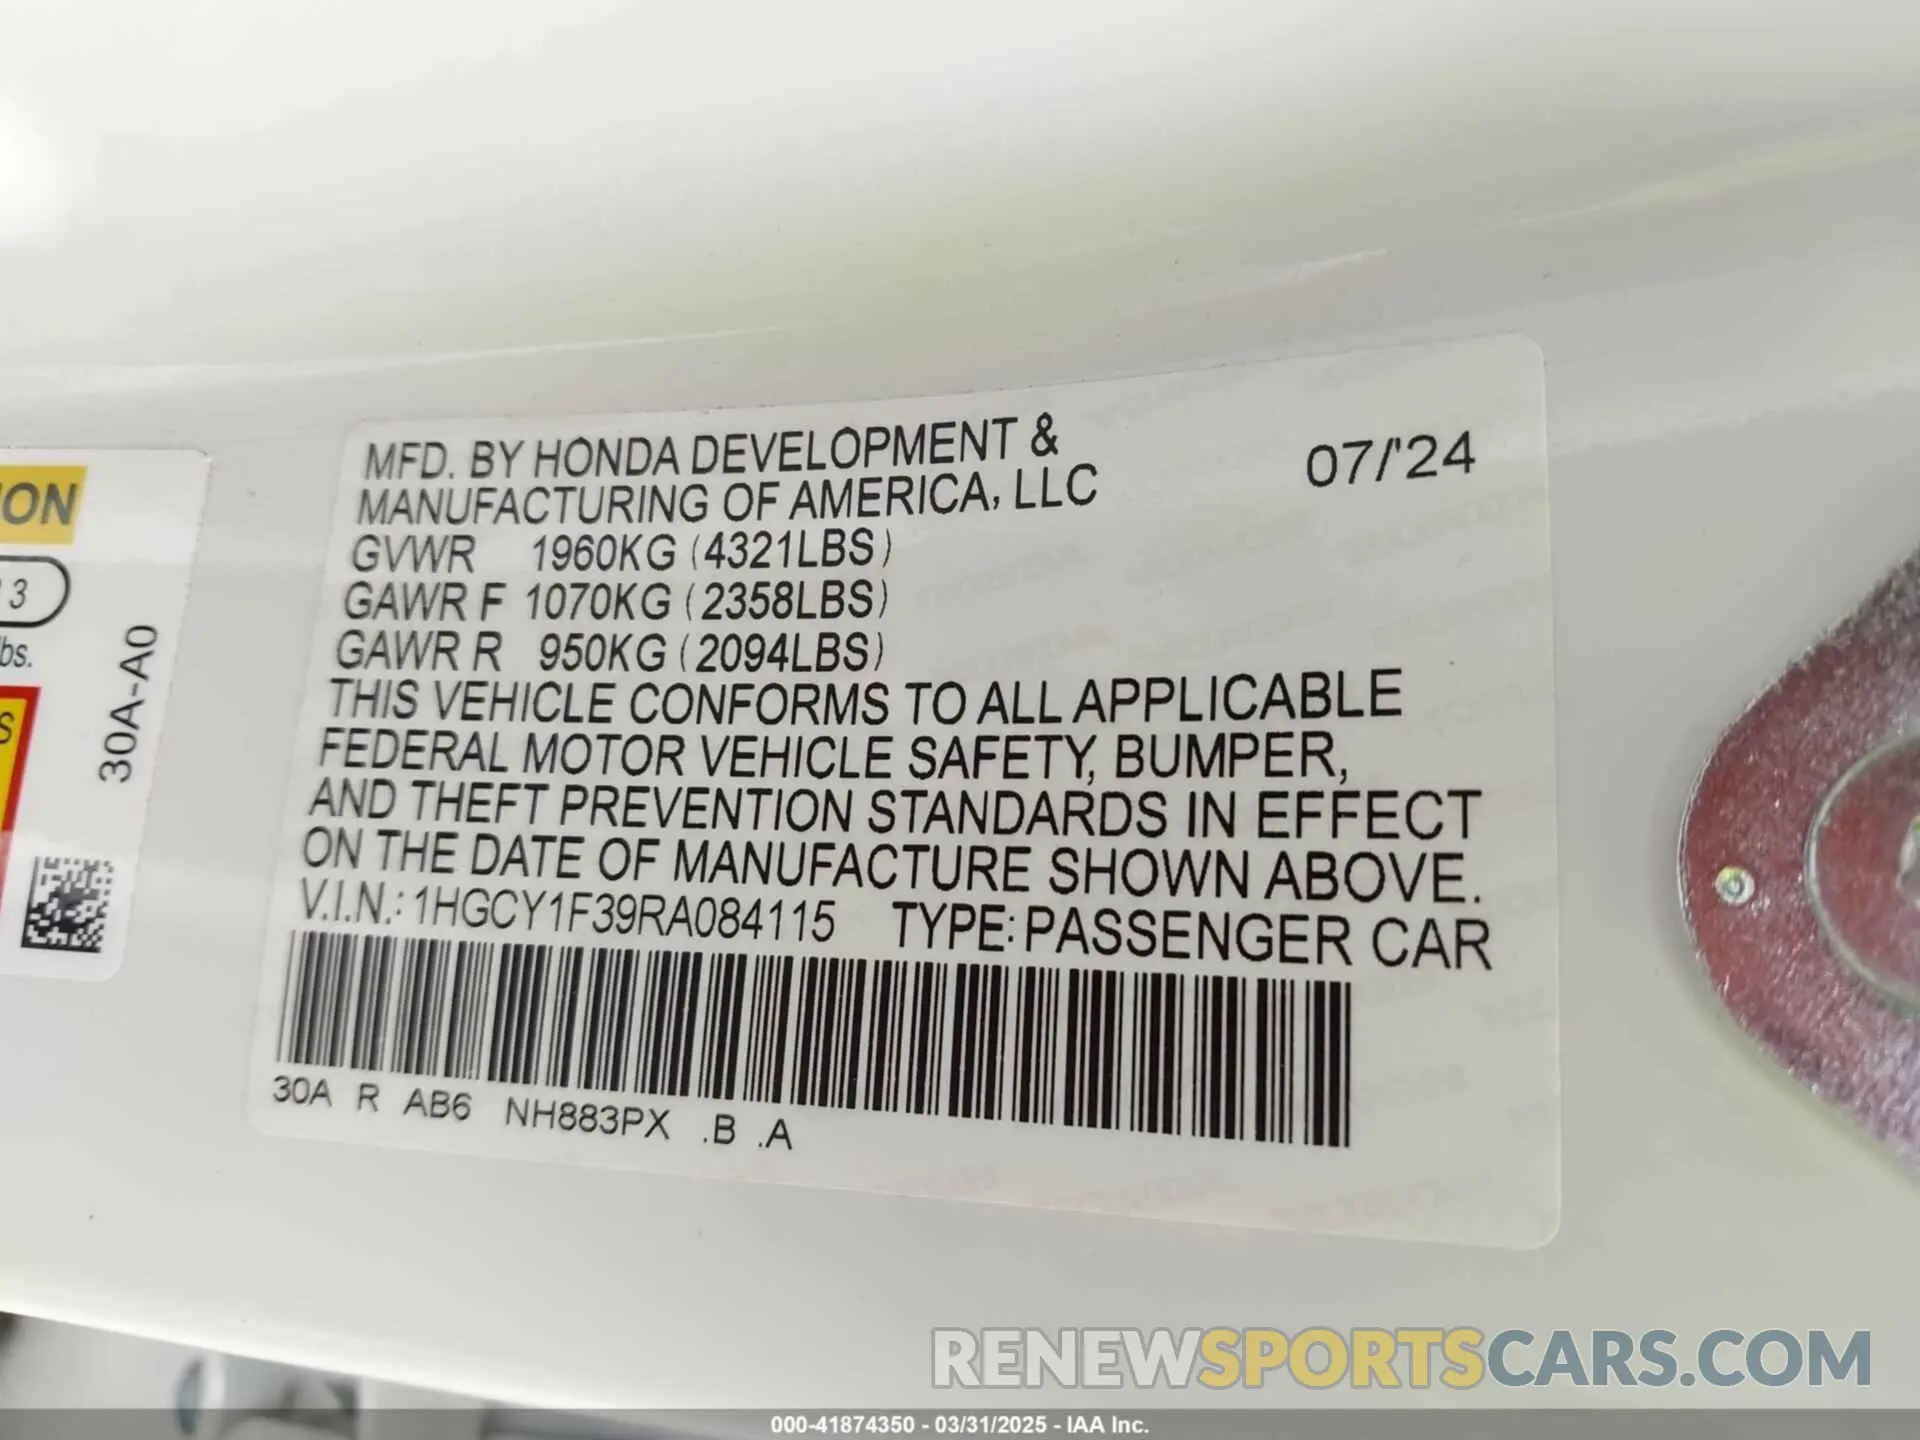 MFD. BY HONDA DEVELOPMENT &
MANUFACTURING OF AMERICA, LLC
07/'24
GVWR 1960KG (4321LBS)
GAWR F 1070KG (2358LBS)
GAWR R 950KG (2094LBS)
THIS VEHICLE CONFORMS TO ALL APPLICABLE
FEDERAL MOTOR VEHICLE SAFETY, BUMPER,
AND THEFT PREVENTION STANDARDS IN EFFECT
ON THE DATE OF MANUFACTURE SHOWN ABOVE.
V.I.N.: 1HGCY1F39RA084115 TYPE: PASSENGER CAR
30A R AB6 NH883PX .B .A
ION
3
lbs.
S
30A-A0
RENEWSPORTSCARS.COM
000-41874350 - 03/31/2025 - IAA Inc.